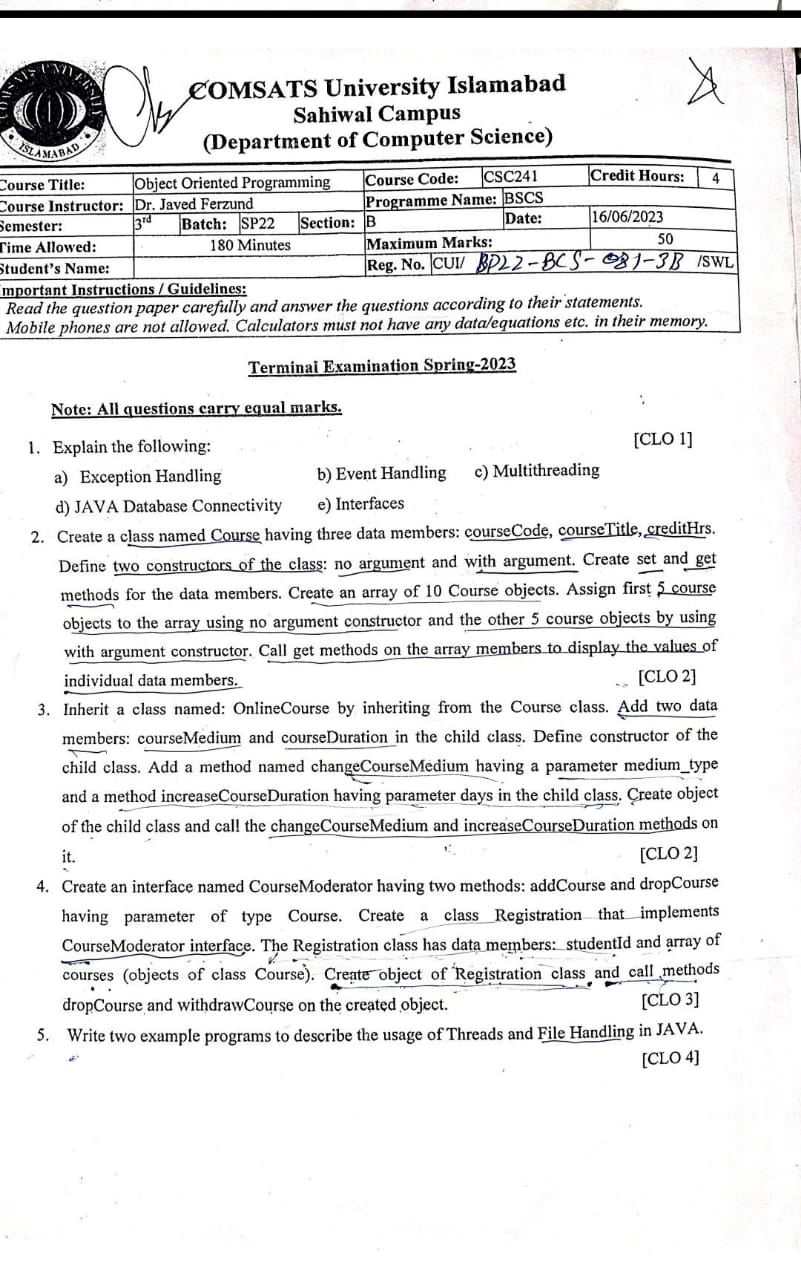 COMSATS University Islamabad
Sahiwal Campus
(Department of Computer Science)
ISLAMABAD
Course Title: Object Oriented Programming Course Code: CSC241 Credit Hours: 4
Course Instructor: Dr. Javed Ferzund Programme Name: BSCS
Semester: 3rd Batch: SP22 Section: B Date: 16/06/2023
Time Allowed: 180 Minutes Maximum Marks: 50
Student's Name: Reg. No. CUI/ /SWL
Important Instructions / Guidelines:
Read the question paper carefully and answer the questions according to their statements.
Mobile phones are not allowed. Calculators must not have any data/equations etc. in their memory.
Terminal Examination Spring-2023
Note: All questions carry equal marks.
1. Explain the following: [CLO 1]
a) Exception Handling b) Event Handling c) Multithreading
d) JAVA Database Connectivity e) Interfaces
2. Create a class named Course having three data members: courseCode, courseTitle, creditHrs.
Define two constructors of the class: no argument and with argument. Create set and get
methods for the data members. Create an array of 10 Course objects. Assign first 5 course
objects to the array using no argument constructor and the other 5 course objects by using
with argument constructor. Call get methods on the array members to display the values of
individual data members. [CLO 2]
3. Inherit a class named: OnlineCourse by inheriting from the Course class. Add two data
members: courseMedium and courseDuration in the child class. Define constructor of the
child class. Add a method named changeCourseMedium having a parameter medium_type
and a method increaseCourseDuration having parameter days in the child class. Create object
of the child class and call the changeCourseMedium and increaseCourseDuration methods on
it. [CLO 2]
4. Create an interface named CourseModerator having two methods: addCourse and dropCourse
having parameter of type Course. Create a class Registration that implements
CourseModerator interface. The Registration class has data members: studentId and array of
courses (objects of class Course). Create object of Registration class and call methods
dropCourse and withdrawCourse on the created object. [CLO 3]
5. Write two example programs to describe the usage of Threads and File Handling in JAVA.
[CLO 4]